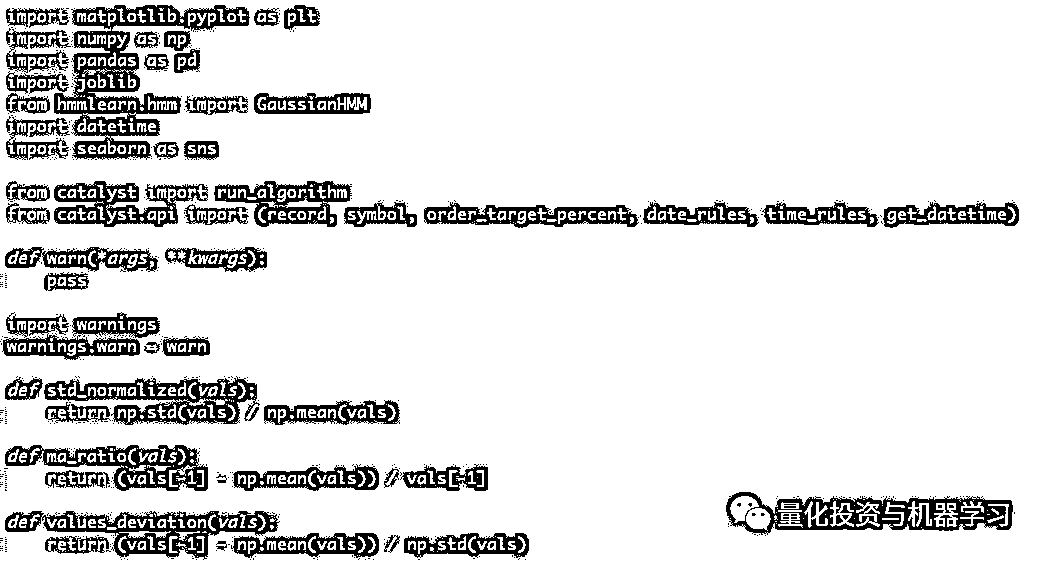 import matplotlib.pyplot as plt
import numpy as np
import pandas as pd
import joblib
from hmmlearn.hmm import GaussianHMM
import datetime
import seaborn as sns
from catalyst import run_algorithm
from catalyst.api import (record, symbol, order_target_percent, date_rules, time_rules, get_datetime)
def warn(*args, **kwargs):
    pass
import warnings
warnings.warn = warn
def std_normalized(vals):
    return np.std(vals) / np.mean(vals)
def ma_ratio(vals):
    return (vals[-1] - np.mean(vals)) / vals[-1]
def values_deviation(vals):
    return (vals[-1] - np.mean(vals)) / np.std(vals)
量化投资与机器学习